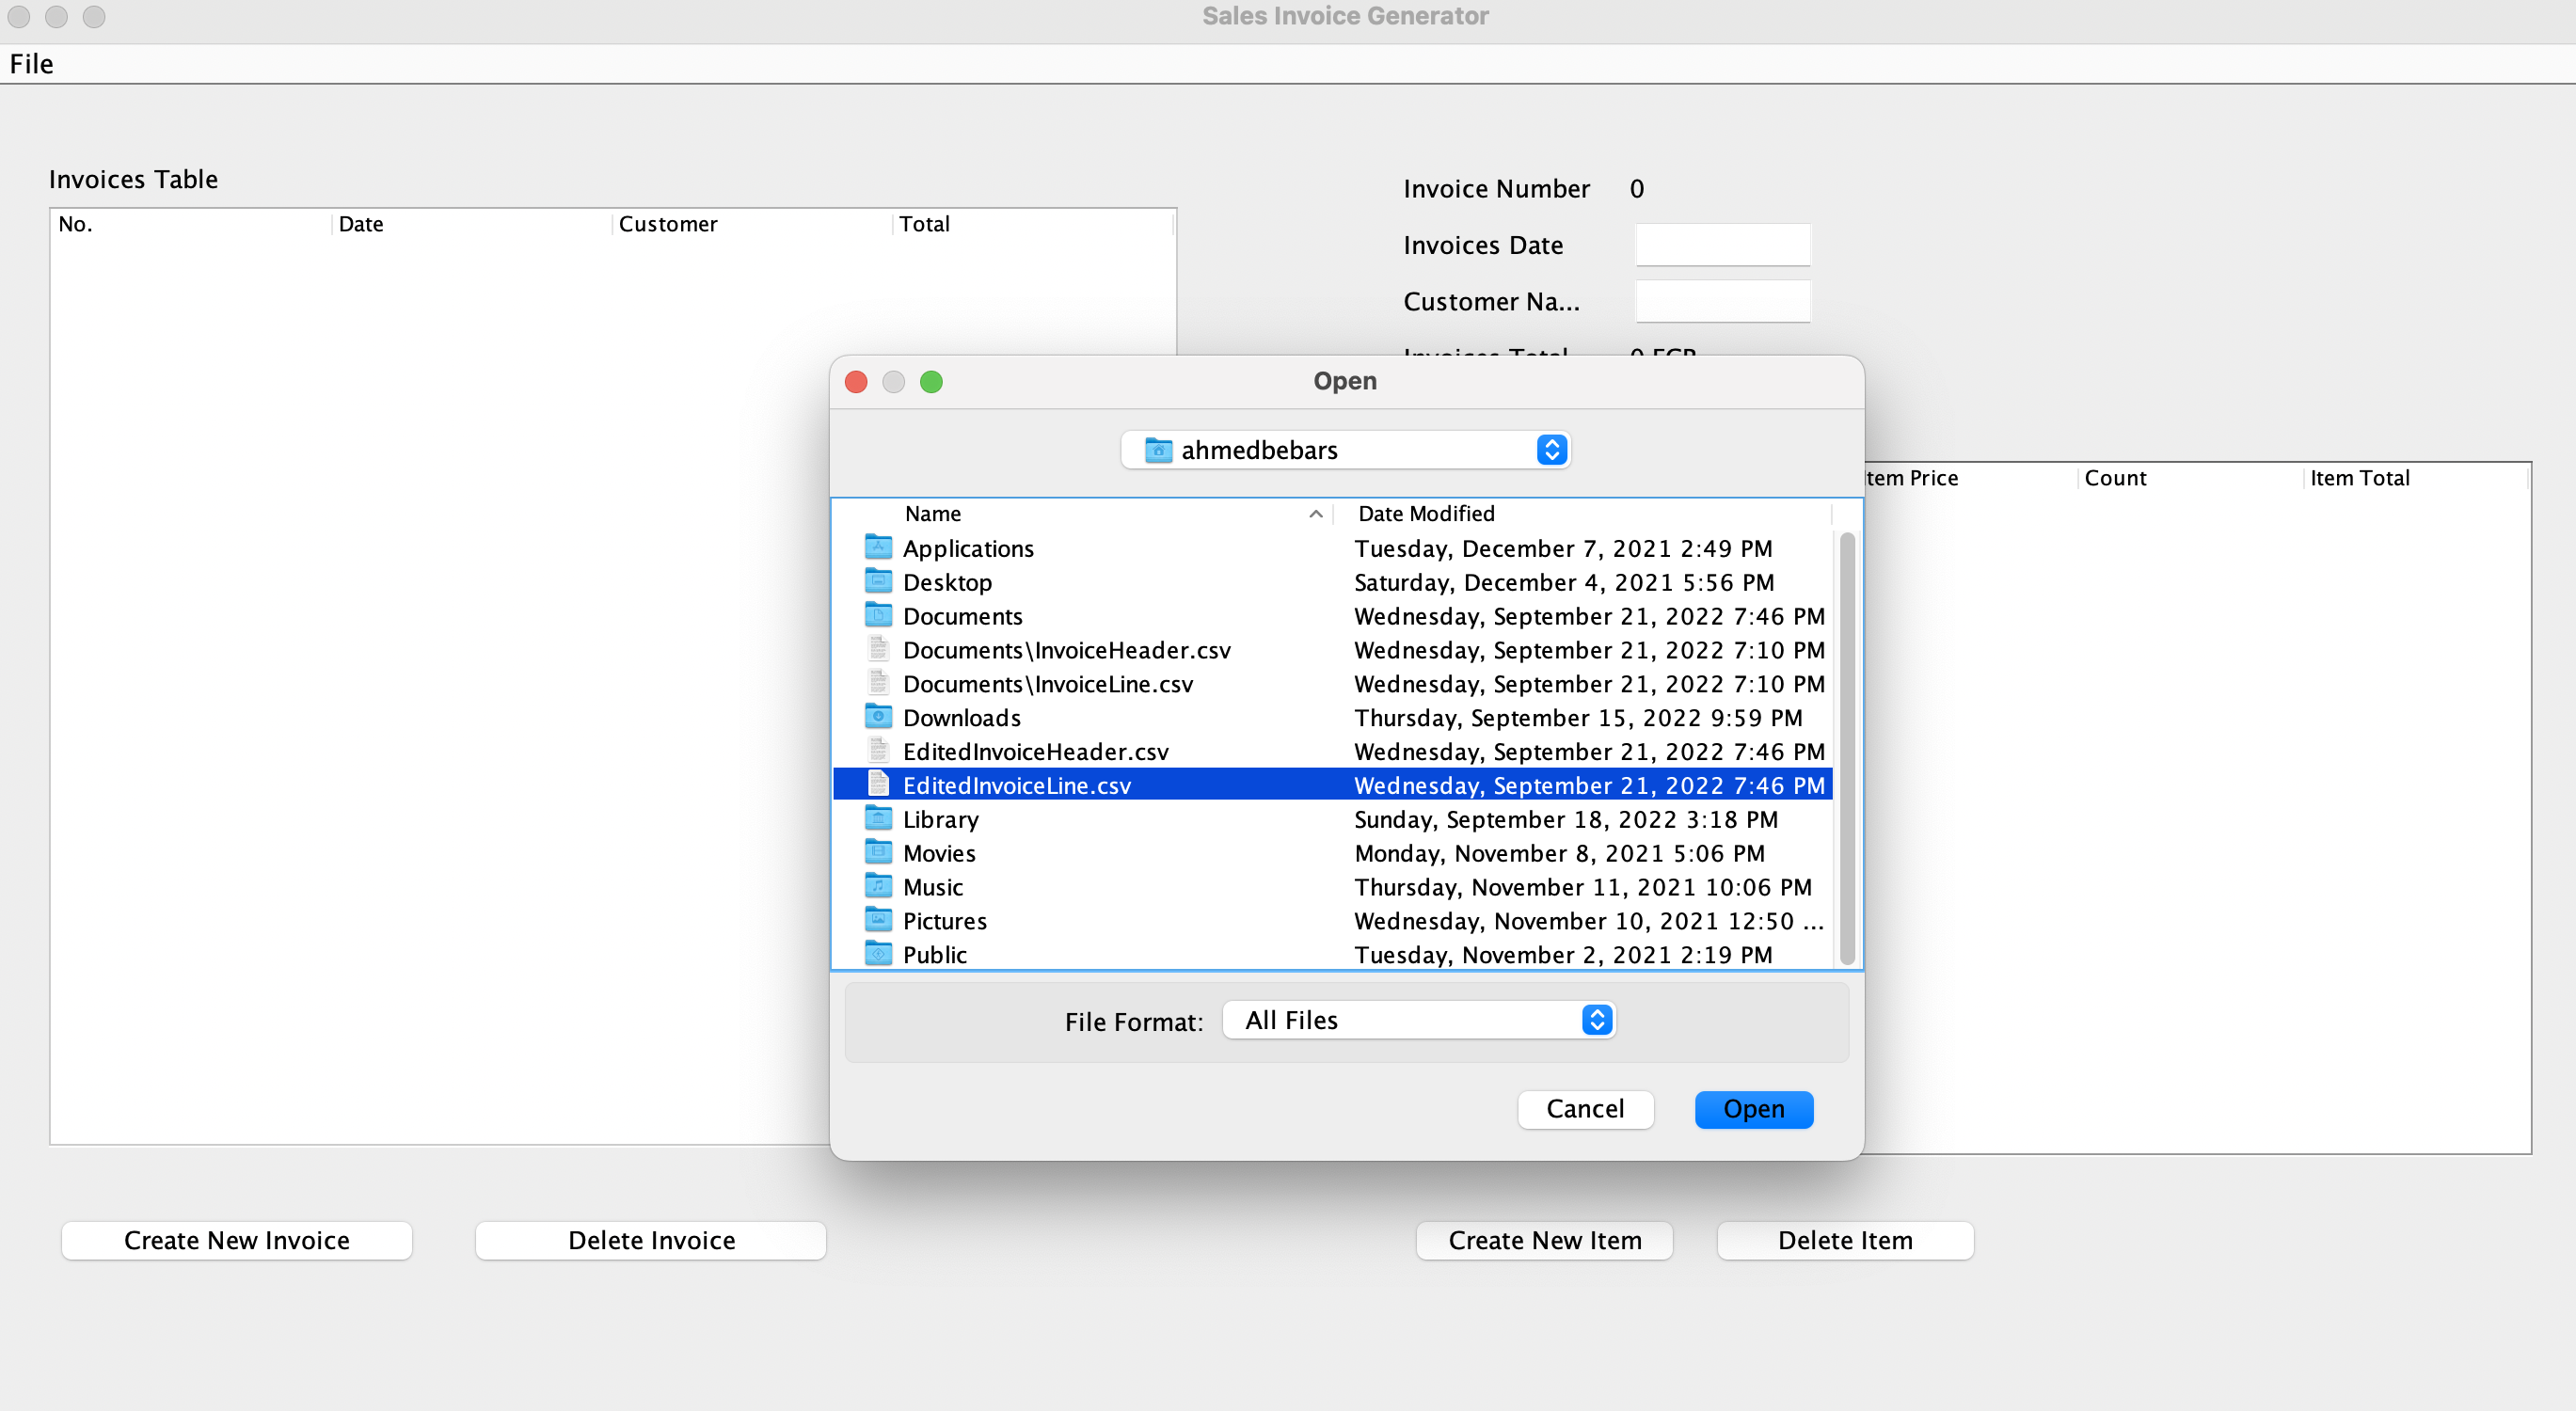 Sales Invoice Generator
File
Invoices Table
No. Date Customer Total
Invoice Number 0
Invoices Date
Customer Na...
Invoices Total 0 EGP
Open
ahmedbebars
Name Date Modified
Applications Tuesday, December 7, 2021 2:49 PM
Desktop Saturday, December 4, 2021 5:56 PM
Documents Wednesday, September 21, 2022 7:46 PM
Documents\InvoiceHeader.csv Wednesday, September 21, 2022 7:10 PM
Documents\InvoiceLine.csv Wednesday, September 21, 2022 7:10 PM
Downloads Thursday, September 15, 2022 9:59 PM
EditedInvoiceHeader.csv Wednesday, September 21, 2022 7:46 PM
EditedInvoiceLine.csv Wednesday, September 21, 2022 7:46 PM
Library Sunday, September 18, 2022 3:18 PM
Movies Monday, November 8, 2021 5:06 PM
Music Thursday, November 11, 2021 10:06 PM
Pictures Wednesday, November 10, 2021 12:50 ...
Public Tuesday, November 2, 2021 2:19 PM
File Format: All Files
Cancel Open
Item Price Count Item Total
Create New Invoice Delete Invoice Create New Item Delete Item